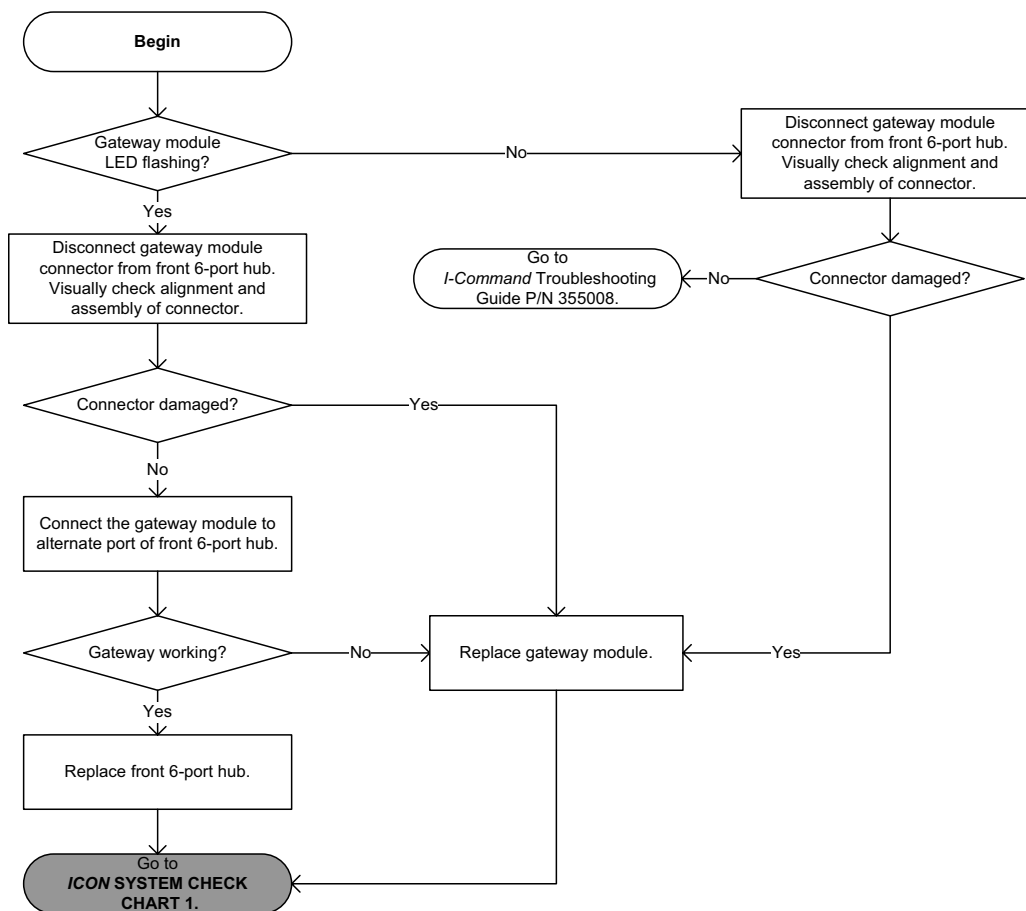 Begin
Gateway module
LED flashing?
No
Yes
Disconnect gateway module
connector from front 6-port hub.
Visually check alignment and
assembly of connector.
Disconnect gateway module
connector from front 6-port hub.
Visually check alignment and
assembly of connector.
Connector damaged?
No
Go to
I-Command Troubleshooting
Guide P/N 355008.
Yes
Connector damaged?
Yes
No
Connect the gateway module to
alternate port of front 6-port hub.
Gateway working?
No
Replace gateway module.
Yes
Replace front 6-port hub.
Go to
ICON SYSTEM CHECK
CHART 1.